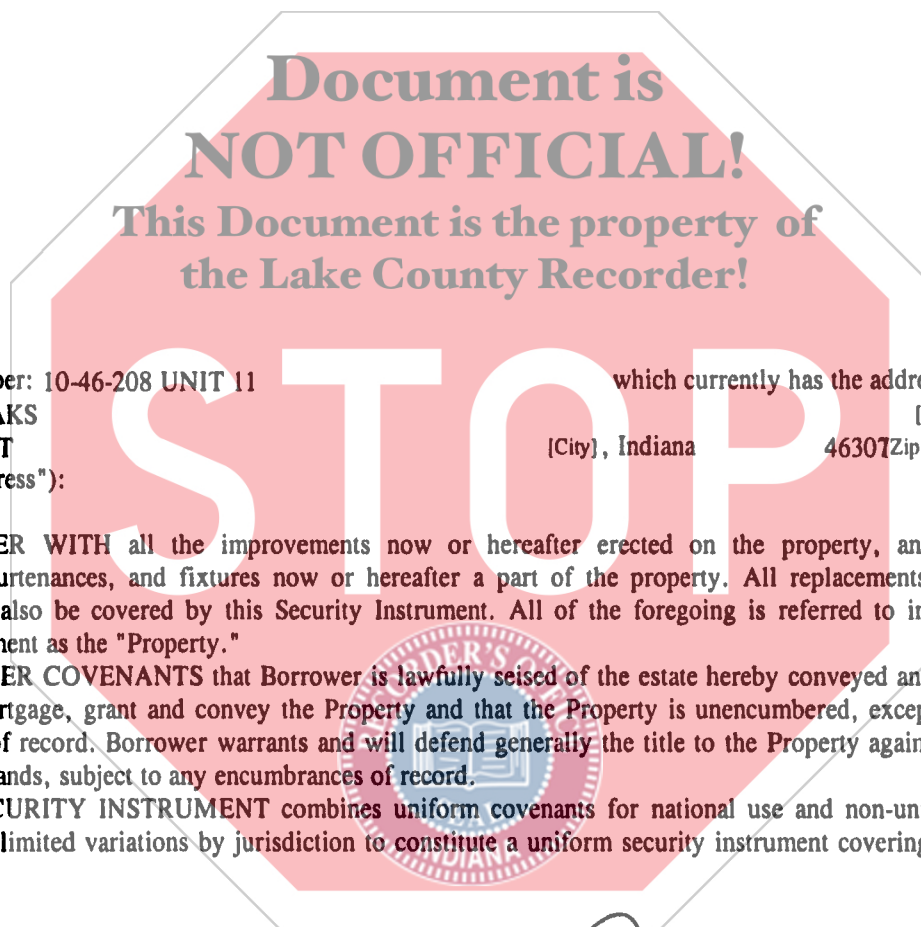 Document is
NOT OFFICIAL!
This Document is the property of
the Lake County Recorder!
STOP
ber: 10-46-208 UNIT 11 which currently has the addre
AKS [
T [City], Indiana 46307 Zip
ress"):
ER WITH all the improvements now or hereafter erected on the property, an
urtenances, and fixtures now or hereafter a part of the property. All replacements
also be covered by this Security Instrument. All of the foregoing is referred to in
nent as the "Property."
ER COVENANTS that Borrower is lawfully seised of the estate hereby conveyed an
rtgage, grant and convey the Property and that the Property is unencumbered, excep
of record. Borrower warrants and will defend generally the title to the Property again
ands, subject to any encumbrances of record.
CURITY INSTRUMENT combines uniform covenants for national use and non-un
limited variations by jurisdiction to constitute a uniform security instrument covering
INDIANA